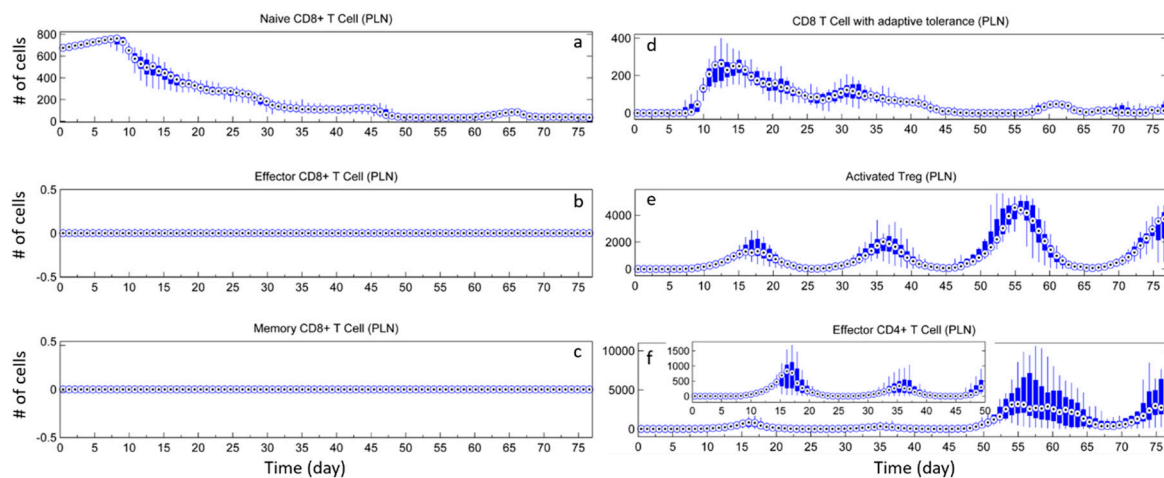 Naive CD8+ T Cell (PLN)
a
# of cells
800
600
400
200
0
0 5 10 15 20 25 30 35 40 45 50 55 60 65 70 75
Effector CD8+ T Cell (PLN)
b
# of cells
0.5
0
-0.5
0 5 10 15 20 25 30 35 40 45 50 55 60 65 70 75
Memory CD8+ T Cell (PLN)
c
# of cells
0.5
0
-0.5
0 5 10 15 20 25 30 35 40 45 50 55 60 65 70 75
Time (day)
CD8 T Cell with adaptive tolerance (PLN)
d
400
200
0
0 5 10 15 20 25 30 35 40 45 50 55 60 65 70 75
Activated Treg (PLN)
e
4000
2000
0
0 5 10 15 20 25 30 35 40 45 50 55 60 65 70 75
Effector CD4+ T Cell (PLN)
f
10000
5000
0
1500
1000
500
0
0 5 10 15 20 25 30 35 40 45 50
0 5 10 15 20 25 30 35 40 45 50 55 60 65 70 75
Time (day)